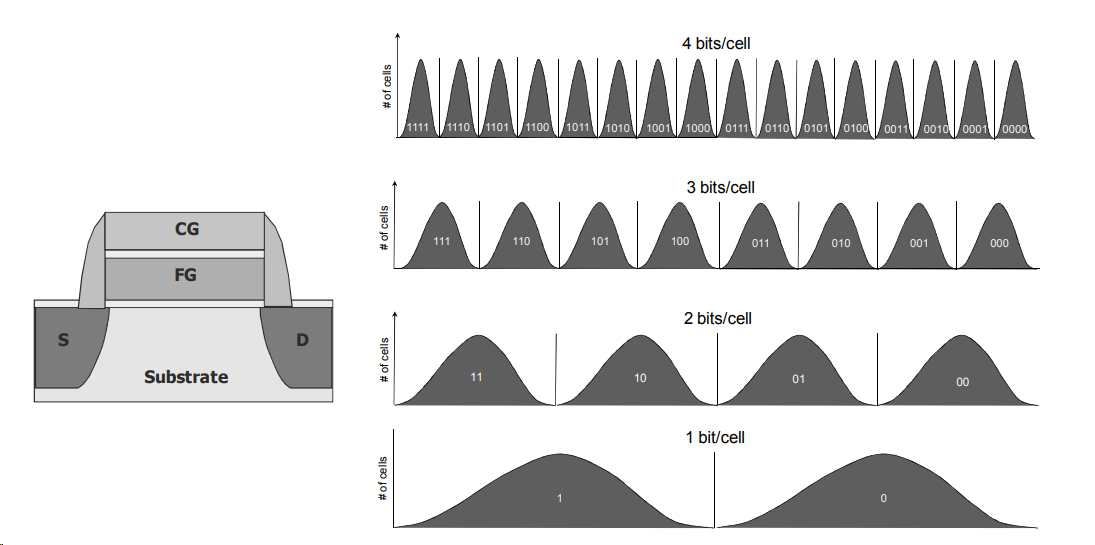 CG
FG
S
D
Substrate
4 bits/cell
# of cells
1111 1110 1101 1100 1011 1010 1001 1000 0111 0110 0101 0100 0011 0010 0001 0000
3 bits/cell
# of cells
111 110 101 100 011 010 001 000
2 bits/cell
# of cells
11 10 01 00
1 bit/cell
# of cells
1 0